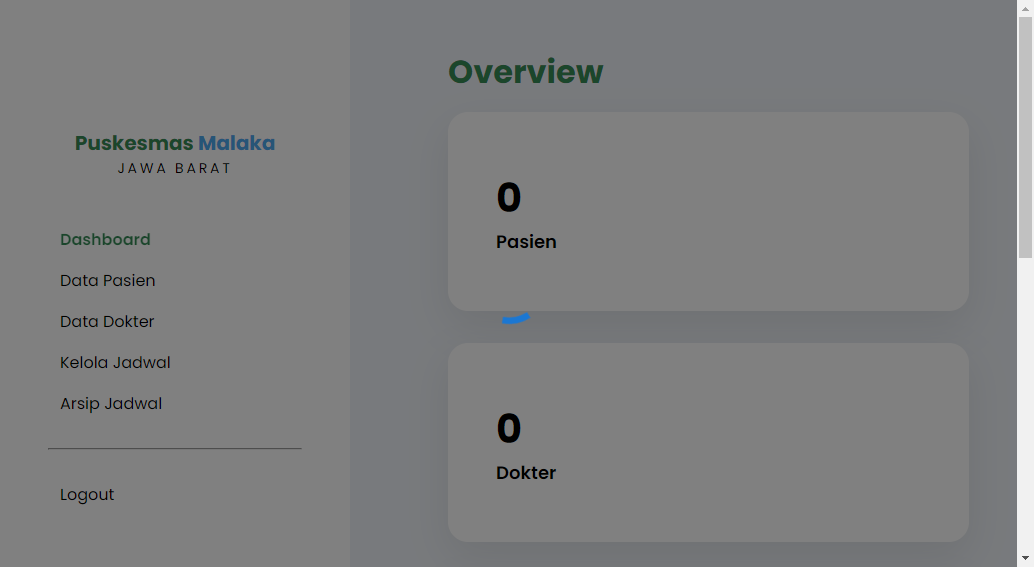 Puskesmas Malaka
JAWA BARAT
Dashboard
Data Pasien
Data Dokter
Kelola Jadwal
Arsip Jadwal
Logout
Overview
0
Pasien
0
Dokter